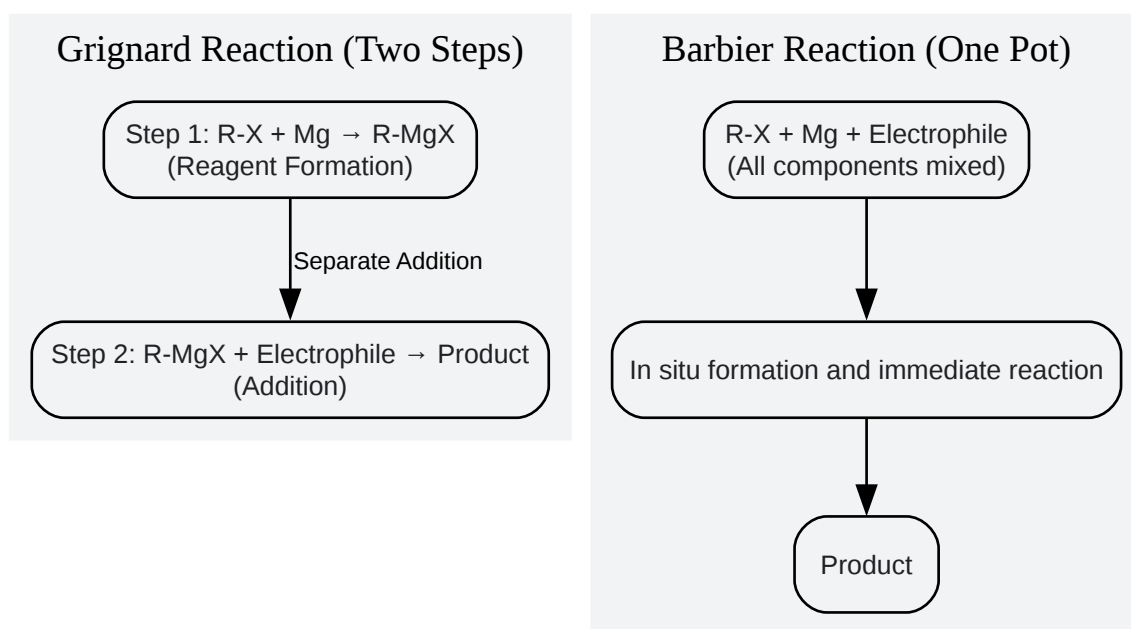 Grignard Reaction (Two Steps)
Step 1: R-X + Mg → R-MgX
(Reagent Formation)
Separate Addition
Step 2: R-MgX + Electrophile → Product
(Addition)
Barbier Reaction (One Pot)
R-X + Mg + Electrophile
(All components mixed)
In situ formation and immediate reaction
Product